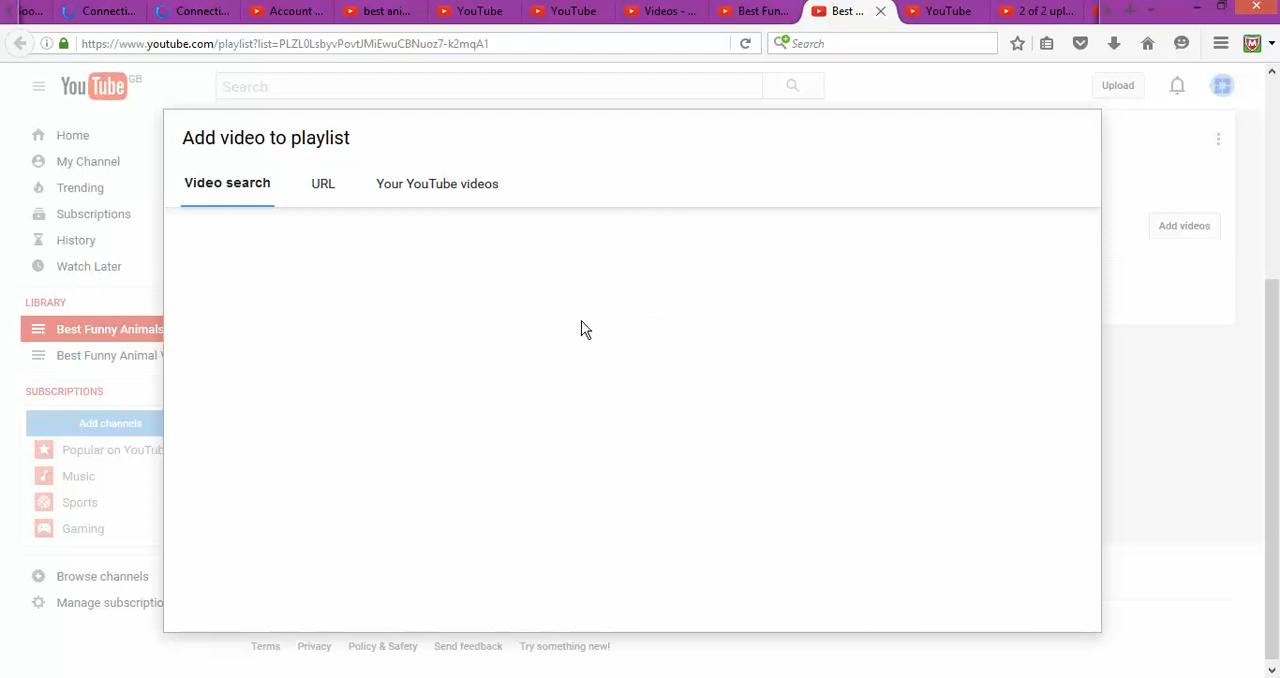 oo...
Connecti...
Connecti...
Account ...
best ani...
YouTube
YouTube
Videos - ...
Best Fun...
Best ...
YouTube
2 of 2 upl...
https://www.youtube.com/playlist?list=PLZL0LsbyvPovtJMiEwuCBNuoz7-k2mqA1
Search
YouTube GB
Search
Upload
Home
My Channel
Trending
Subscriptions
History
Watch Later
LIBRARY
Best Funny Animals
Best Funny Animal V
SUBSCRIPTIONS
Add channels
Popular on YouTub
Music
Sports
Gaming
Browse channels
Manage subscriptio
Add video to playlist
Video search URL Your YouTube videos
Add videos
Terms Privacy Policy & Safety Send feedback Try something new!